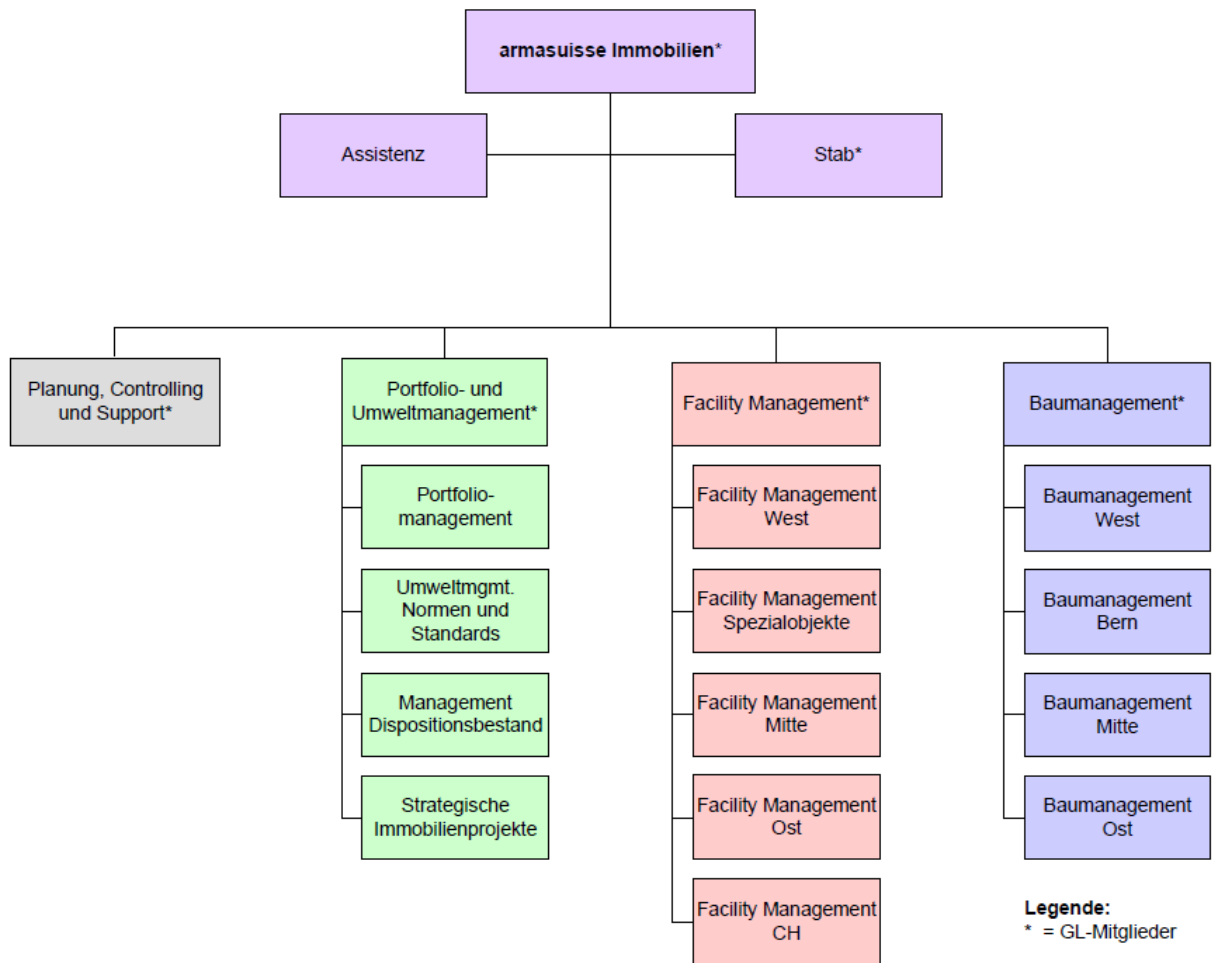 armasuisse Immobilien*
Assistenz
Stab*
Planung, Controlling
und Support*
Portfolio- und
Umweltmanagement*
Portfolio-
management
Umweltmgmt.
Normen und
Standards
Management
Dispositionsbestand
Strategische
Immobilienprojekte
Facility Management*
Facility Management
West
Facility Management
Spezialobjekte
Facility Management
Mitte
Facility Management
Ost
Facility Management
CH
Baumanagement*
Baumanagement
West
Baumanagement
Bern
Baumanagement
Mitte
Baumanagement
Ost
Legende:
* = GL-Mitglieder